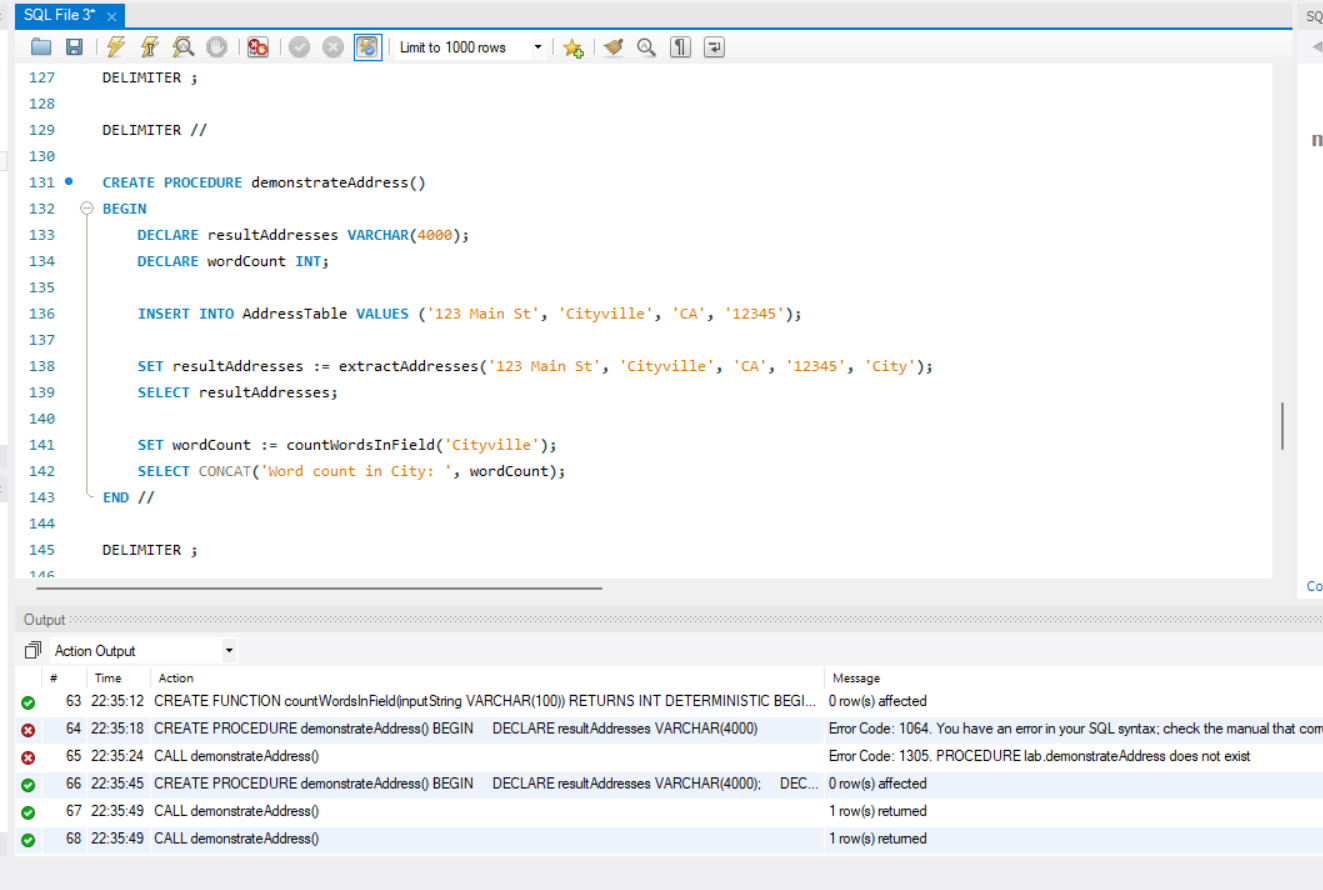 SQL File 3* ×
SQ
Limit to 1000 rows
127 DELIMITER ;
128
129 DELIMITER //
130
131 CREATE PROCEDURE demonstrateAddress()
132 BEGIN
133 DECLARE resultAddresses VARCHAR(4000);
134 DECLARE wordCount INT;
135
136 INSERT INTO AddressTable VALUES ('123 Main St', 'Cityville', 'CA', '12345');
137
138 SET resultAddresses := extractAddresses('123 Main St', 'Cityville', 'CA', '12345', 'City');
139 SELECT resultAddresses;
140
141 SET wordCount := countWordsInField('Cityville');
142 SELECT CONCAT('Word count in City: ', wordCount);
143 END //
144
145 DELIMITER ;
146
Co
Output
Action Output
# Time Action Message
63 22:35:12 CREATE FUNCTION countWordsInField(inputString VARCHAR(100)) RETURNS INT DETERMINISTIC BEGI... 0 row(s) affected
64 22:35:18 CREATE PROCEDURE demonstrateAddress() BEGIN DECLARE resultAddresses VARCHAR(4000) Error Code: 1064. You have an error in your SQL syntax; check the manual that corr
65 22:35:24 CALL demonstrateAddress() Error Code: 1305. PROCEDURE lab.demonstrateAddress does not exist
66 22:35:45 CREATE PROCEDURE demonstrateAddress() BEGIN DECLARE resultAddresses VARCHAR(4000); DEC... 0 row(s) affected
67 22:35:49 CALL demonstrateAddress() 1 row(s) returned
68 22:35:49 CALL demonstrateAddress() 1 row(s) returned